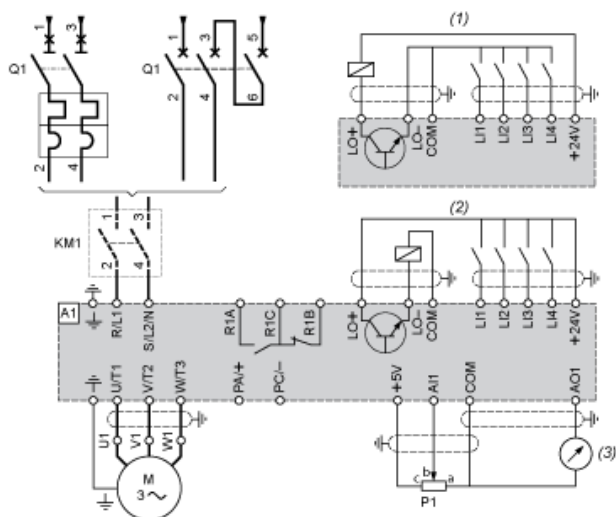 1 3 1 3 5
Q1 Q1
2 4 2 4 6
(1)
LO+ LO- COM LI1 LI2 LI3 LI4 +24V
1 3
KM1
2 4
(2)
A1
R/L1 S/L2/N R1A R1C R1B LO+ LO- COM LI1 LI2 LI3 LI4 +24V
U/T1 V/T2 W/T3 PA/+ PC/- +5V AI1 COM AO1
U1 V1 W1
M
3
c b a
P1
(3)